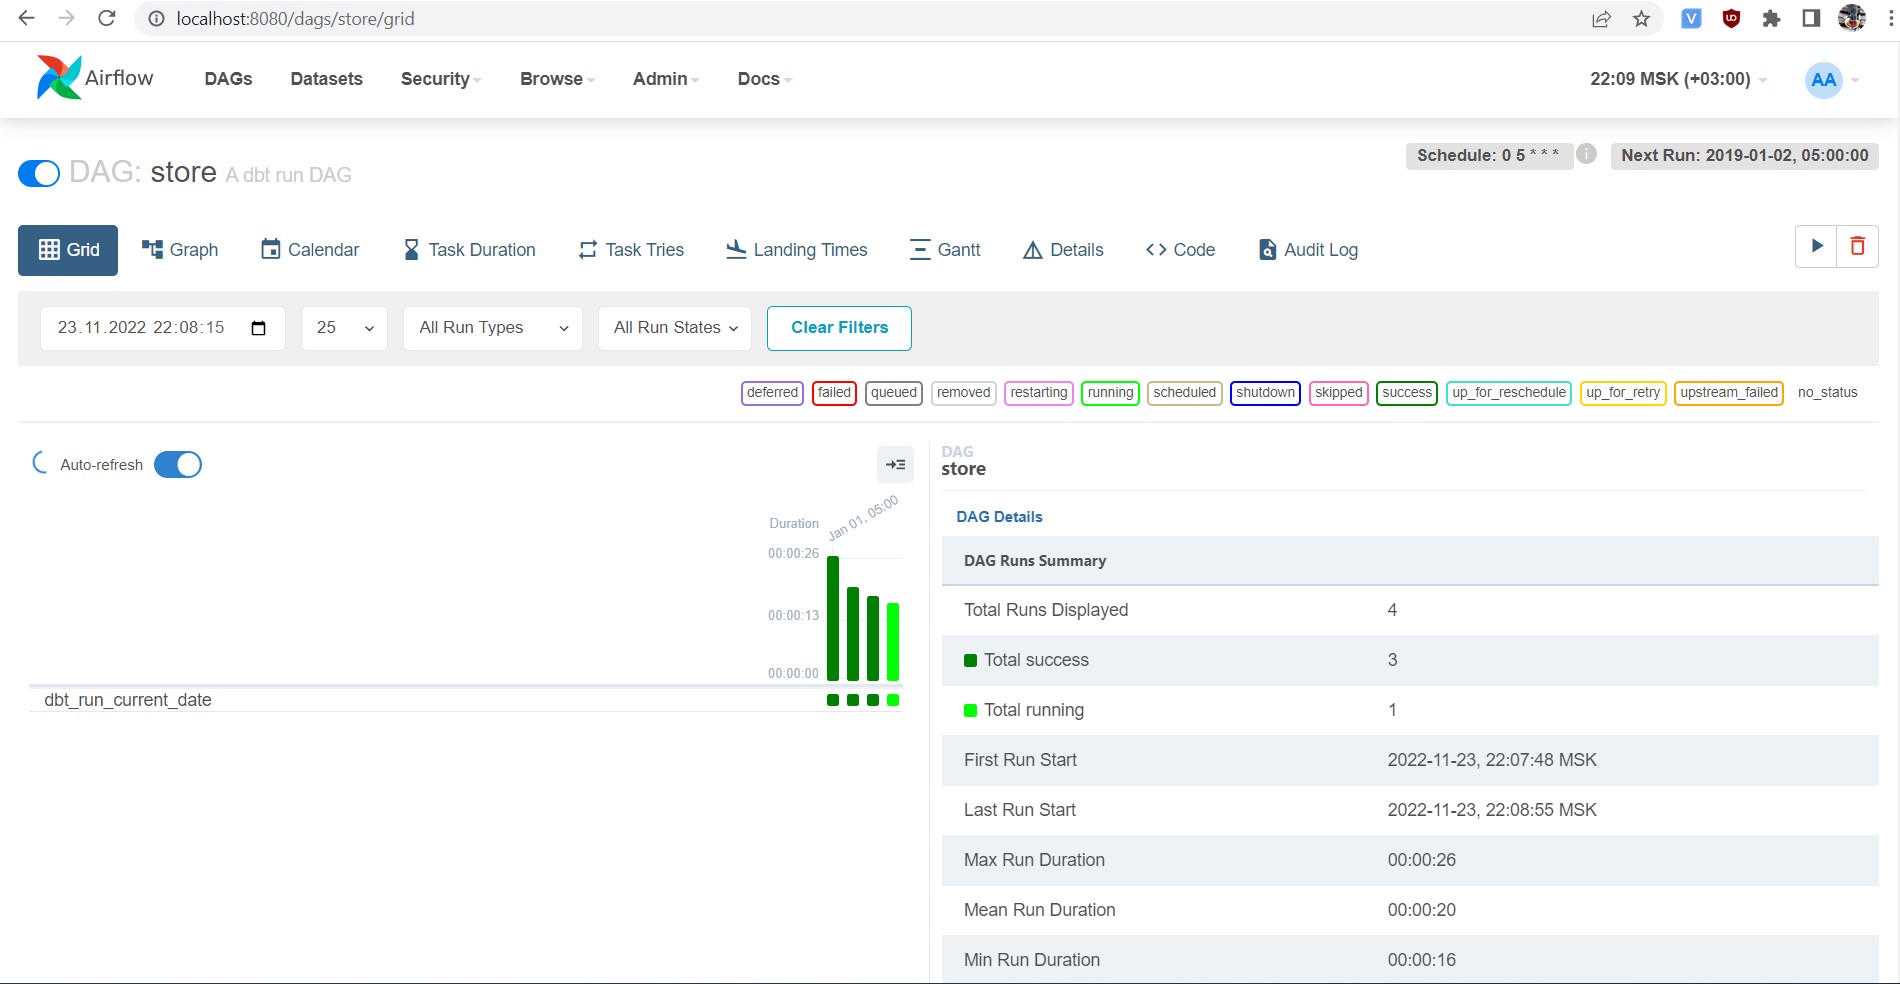 localhost:8080/dags/store/grid
Airflow DAGs Datasets Security Browse Admin Docs 22:09 MSK (+03:00) AA
DAG: store A dbt run DAG Schedule: 0 5 * * * Next Run: 2019-01-02, 05:00:00
Grid Graph Calendar Task Duration Task Tries Landing Times Gantt Details Code Audit Log
23.11.2022 22:08:15 25 All Run Types All Run States Clear Filters
deferred failed queued removed restarting running scheduled shutdown skipped success up_for_reschedule up_for_retry upstream_failed no_status
Auto-refresh
Duration
Jan 01, 05:00
00:00:26
00:00:13
00:00:00
dbt_run_current_date
DAG
store
DAG Details
DAG Runs Summary
Total Runs Displayed 4
Total success 3
Total running 1
First Run Start 2022-11-23, 22:07:48 MSK
Last Run Start 2022-11-23, 22:08:55 MSK
Max Run Duration 00:00:26
Mean Run Duration 00:00:20
Min Run Duration 00:00:16